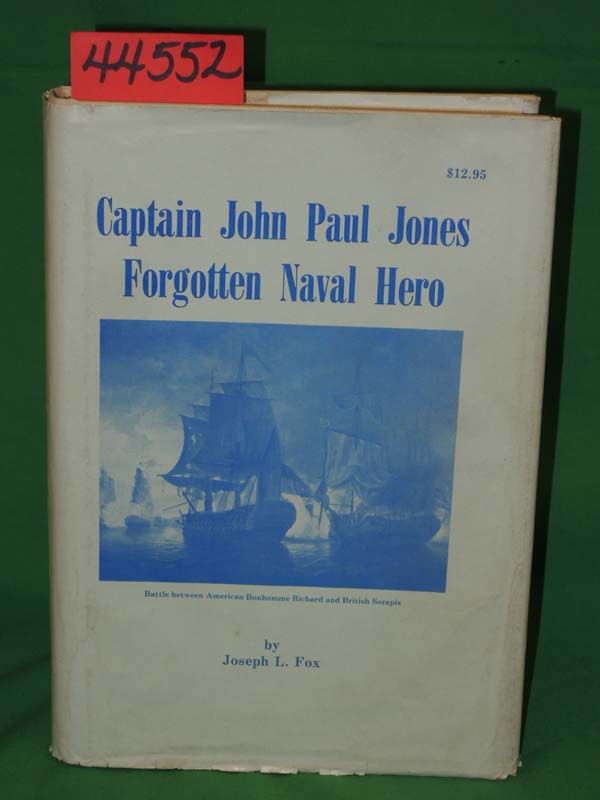 44552
$12.95
Captain John Paul Jones
Forgotten Naval Hero
Battle between American Bonhomme Richard and British Serapis
by
Joseph L. Fox